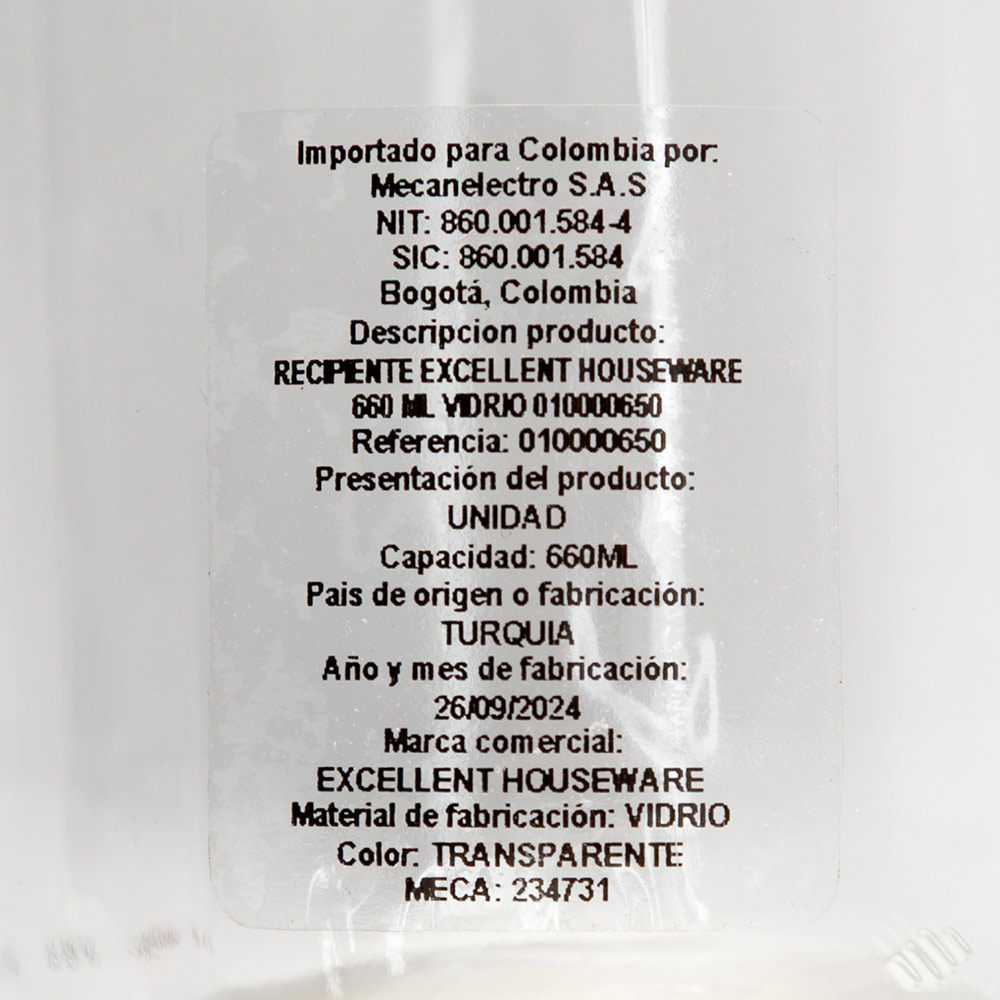 Importado para Colombia por:
Mecanelectro S.A.S
NIT: 860.001.584-4
SIC: 860.001.584
Bogotá, Colombia
Descripcion producto:
RECIPIENTE EXCELLENT HOUSEWARE
660 ML VIDRIO 010000650
Referencia: 010000650
Presentación del producto:
UNIDAD
Capacidad: 660ML
Pais de origen o fabricación:
TURQUIA
Año y mes de fabricación:
26/09/2024
Marca comercial:
EXCELLENT HOUSEWARE
Material de fabricación: VIDRIO
Color: TRANSPARENTE
MECA: 234731